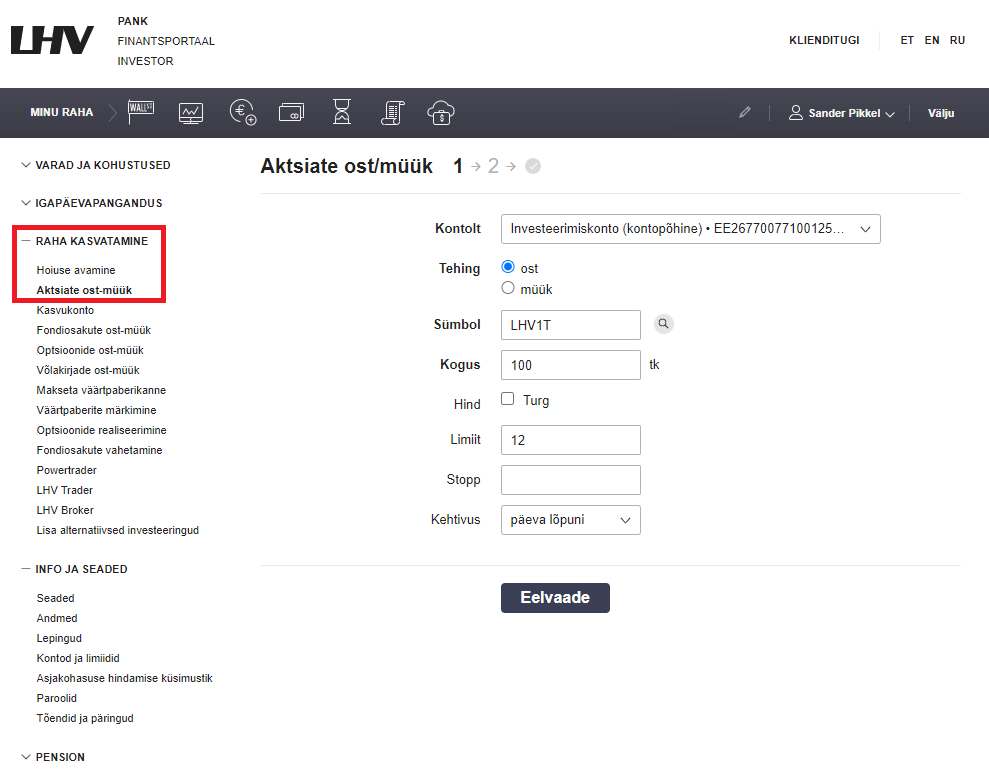 LHV
PANK
FINANTSPORTAAL
INVESTOR
KLIENDITUGI
ET EN RU
MINU RAHA
WALL ST
Sander Pikkel
Välju
VARAD JA KOHUSTUSED
IGAPÄEVAPANGANDUS
RAHA KASVATAMINE
Hoiuse avamine
Aktsiate ost-müük
Kasvukonto
Fondiosakute ost-müük
Optsioonide ost-müük
Võlakirjade ost-müük
Makseta väärtpaberikanne
Väärtpaberite märkimine
Optsioonide realiseerimine
Fondiosakute vahetamine
Powertrader
LHV Trader
LHV Broker
Lisa alternatiivsed investeeringud
INFO JA SEADED
Seaded
Andmed
Lepingud
Kontod ja limiidid
Asjakohasuse hindamise küsimustik
Paroolid
Tõendid ja päringud
PENSION
Aktsiate ost/müük 1 → 2 →
Kontolt Investeerimiskonto (kontopõhine) • EE26770077100125...
Tehing ost
müük
Sümbol LHV1T
Kogus 100 tk
Hind Turg
Limiit 12
Stopp
Kehtivus päeva lõpuni
Eelvaade